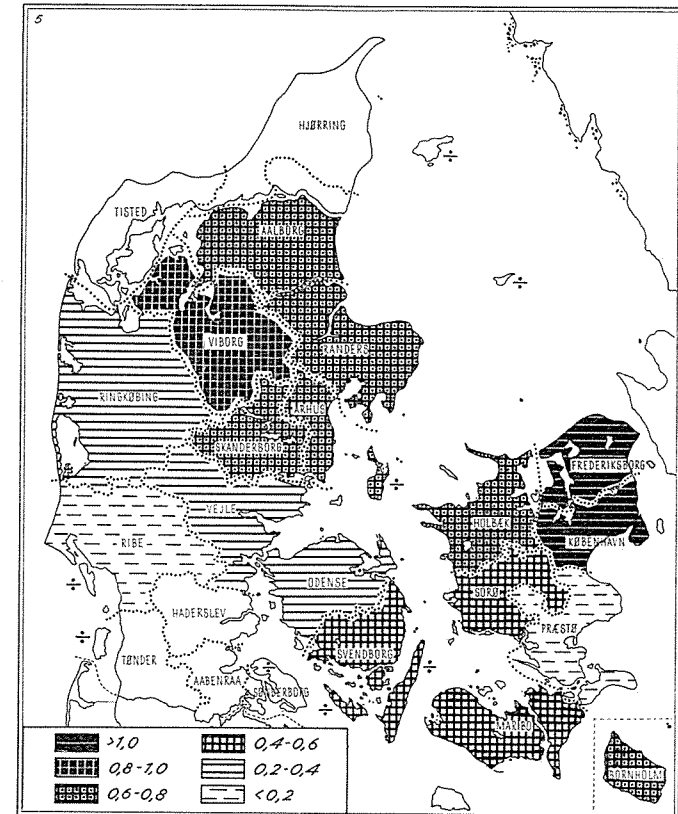 5
HJØRRING
TISTED
AALBORG
VIBORG
RANDERS
RINGKØBING
ÅRHUS
SKANDERBORG
FREDERIKSBORG
VEJLE
HOLBÆK
RIBE
KØBENHAVN
ODENSE
SORØ
HADERSLEV
PRÆSTØ
SVENDBORG
TØNDER
AABENRAA
SØNDERBORG
MARIBO
BORNHOLM
>1,0
0,4-0,6
0,8-1,0
0,2-0,4
0,6-0,8
<0,2
÷
÷
÷
÷
÷
÷
÷
÷